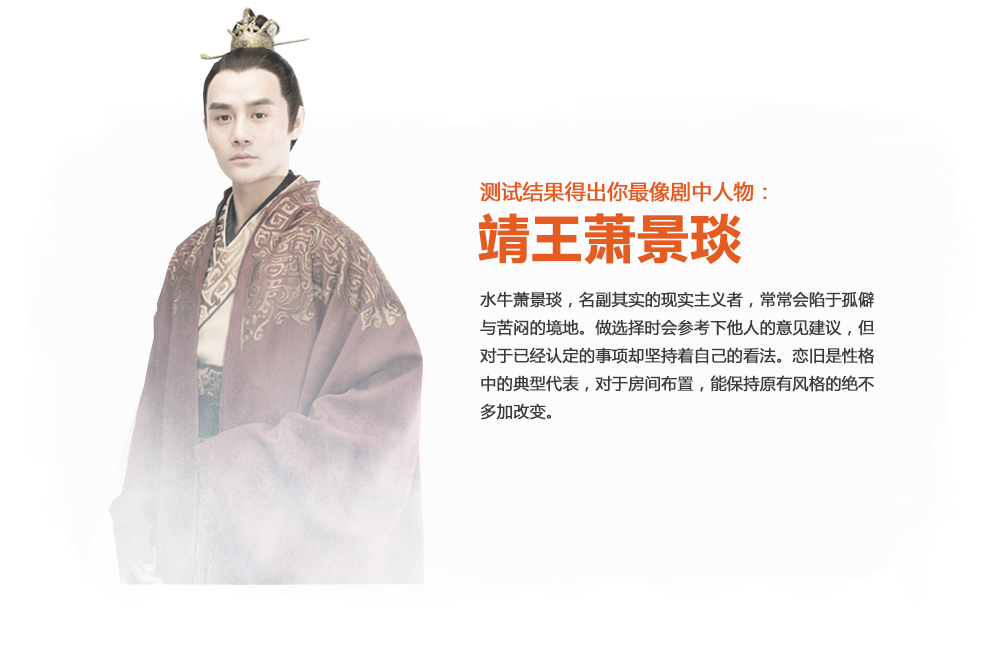 测试结果得出你最像剧中人物：
靖王萧景琰
水牛萧景琰，名副其实的现实主义者，常常会陷于孤僻
与苦闷的境地。做选择时会参考下他人的意见建议，但
对于已经认定的事项却坚持着自己的看法。恋旧是性格
中的典型代表，对于房间布置，能保持原有风格的绝不
多加改变。